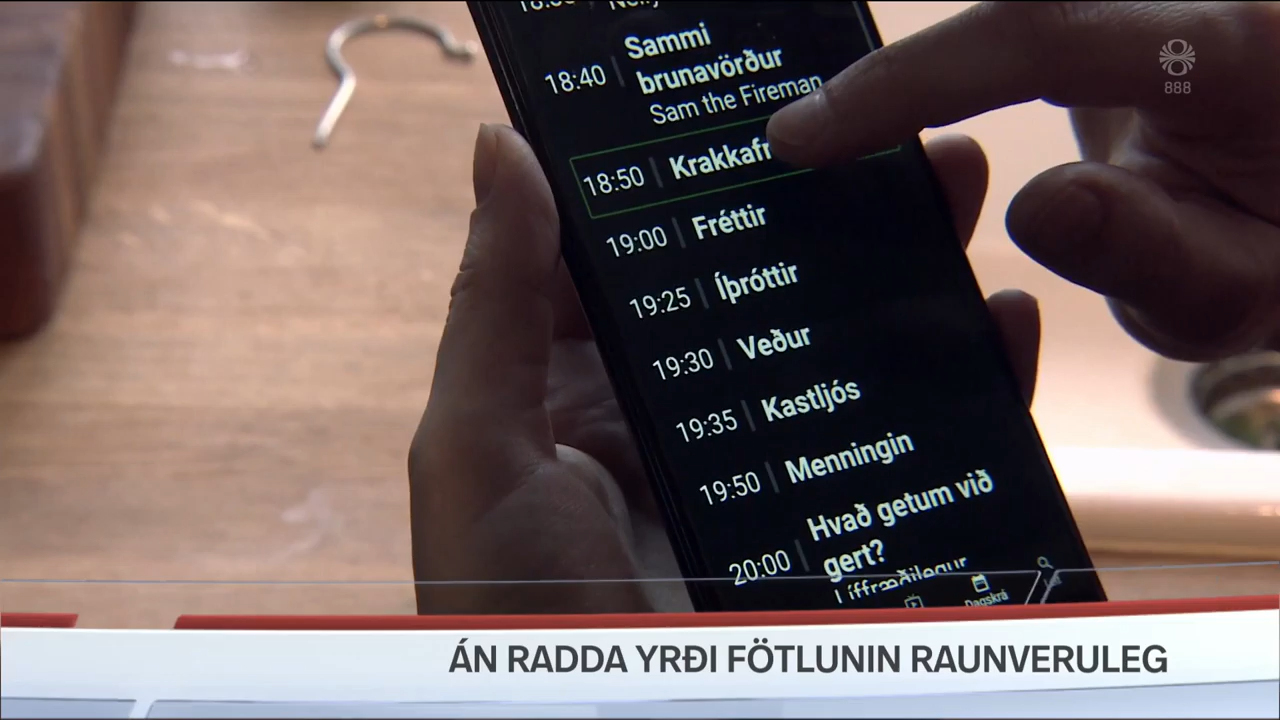 888
Sammi
18:40 brunavörður
Sam the Fireman
18:50
19:00 Fréttir
19:25 Íþróttir
19:30 Veður
19:35 Kastljós
19:50 Menningin
Hvað getum við
20:00 gert?
Dagskrá
ÁN RADDA YRÐI FÖTLUNIN RAUNVERULEG